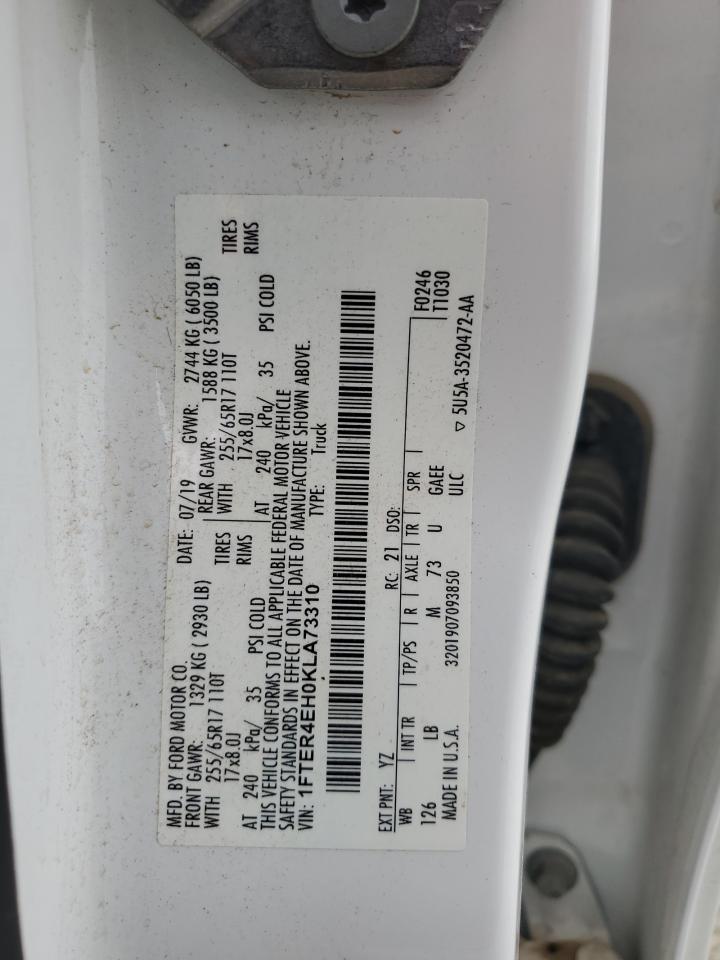 MFD. BY FORD MOTOR CO.
DATE: 07/19 GVWR: 2744 KG ( 6050 LB)
FRONT GAWR: 1329 KG ( 2930 LB) REAR GAWR: 1588 KG ( 3500 LB)
WITH 255/65R17 110T TIRES WITH 255/65R17 110T TIRES
17x8.0J RIMS 17x8.0J RIMS
AT 240 kPa/ 35 PSI COLD AT 240 kPa/ 35 PSI COLD
THIS VEHICLE CONFORMS TO ALL APPLICABLE FEDERAL MOTOR VEHICLE
SAFETY STANDARDS IN EFFECT ON THE DATE OF MANUFACTURE SHOWN ABOVE.
VIN: 1FTER4EH0KLA73310 TYPE: Truck
EXT PNT: YZ RC: 21 DSO: F0246
WB INT TR TP/PS R AXLE TR SPR T1030
126 LB M 73 U GAEE
MADE IN U.S.A. 3201907093850 ULC ▽ 5U5A-3520472-AA